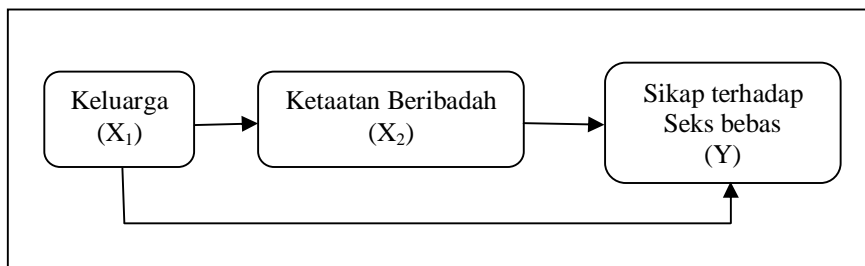 Keluarga
(X₁)
Ketaatan Beribadah
(X₂)
Sikap terhadap
Seks bebas
(Y)